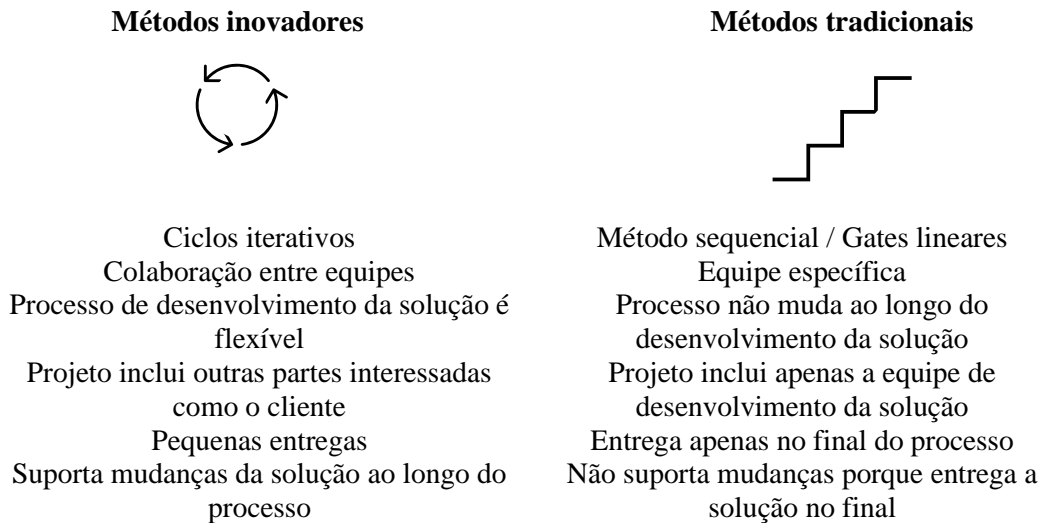 Métodos inovadores
Ciclos iterativos
Colaboração entre equipes
Processo de desenvolvimento da solução é
flexível
Projeto inclui outras partes interessadas
como o cliente
Pequenas entregas
Suporta mudanças da solução ao longo do
processo
Métodos tradicionais
Método sequencial / Gates lineares
Equipe específica
Processo não muda ao longo do
desenvolvimento da solução
Projeto inclui apenas a equipe de
desenvolvimento da solução
Entrega apenas no final do processo
Não suporta mudanças porque entrega a
solução no final